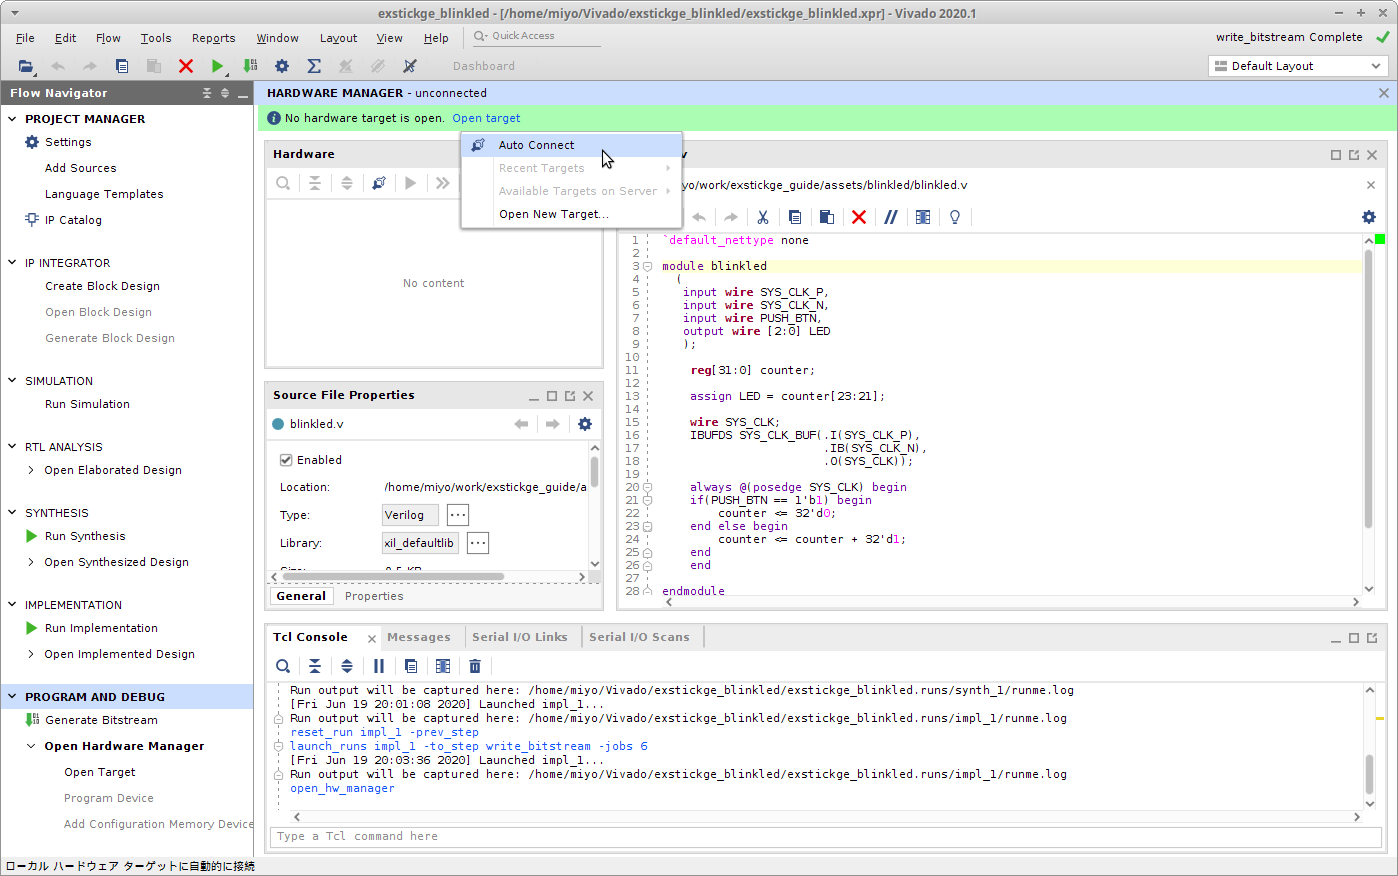 exstickge_blinkled - [/home/miyo/Vivado/exstickge_blinkled/exstickge_blinkled.xpr] - Vivado 2020.1
File Edit Flow Tools Reports Window Layout View Help Quick Access
write_bitstream Complete
Dashboard
Default Layout
Flow Navigator
PROJECT MANAGER
Settings
Add Sources
Language Templates
IP Catalog
IP INTEGRATOR
Create Block Design
Open Block Design
Generate Block Design
SIMULATION
Run Simulation
RTL ANALYSIS
Open Elaborated Design
SYNTHESIS
Run Synthesis
Open Synthesized Design
IMPLEMENTATION
Run Implementation
Open Implemented Design
PROGRAM AND DEBUG
Generate Bitstream
Open Hardware Manager
Open Target
Program Device
Add Configuration Memory Device
HARDWARE MANAGER - unconnected
No hardware target is open. Open target
Auto Connect
Recent Targets
Available Targets on Server
Open New Target...
Hardware
No content
Source File Properties
blinkled.v
Enabled
Location: /home/miyo/work/exstickge_guide/a
Type: Verilog
Library: xil_defaultlib
General Properties
v
yo/work/exstickge_guide/assets/blinkled/blinkled.v
1 `default_nettype none
2
3 module blinkled
4 (
5 input wire SYS_CLK_P,
6 input wire SYS_CLK_N,
7 input wire PUSH_BTN,
8 output wire [2:0] LED
9 );
10
11 reg[31:0] counter;
12
13 assign LED = counter[23:21];
14
15 wire SYS_CLK;
16 IBUFDS SYS_CLK_BUF(.I(SYS_CLK_P),
17 .IB(SYS_CLK_N),
18 .O(SYS_CLK));
19
20 always @(posedge SYS_CLK) begin
21 if(PUSH_BTN == 1'b1) begin
22 counter <= 32'd0;
23 end else begin
24 counter <= counter + 32'd1;
25 end
26 end
27
28 endmodule
Tcl Console Messages Serial I/O Links Serial I/O Scans
Run output will be captured here: /home/miyo/Vivado/exstickge_blinkled/exstickge_blinkled.runs/synth_1/runme.log
[Fri Jun 19 20:01:08 2020] Launched impl_1...
Run output will be captured here: /home/miyo/Vivado/exstickge_blinkled/exstickge_blinkled.runs/impl_1/runme.log
reset_run impl_1 -prev_step
launch_runs impl_1 -to_step write_bitstream -jobs 6
[Fri Jun 19 20:03:36 2020] Launched impl_1...
Run output will be captured here: /home/miyo/Vivado/exstickge_blinkled/exstickge_blinkled.runs/impl_1/runme.log
open_hw_manager
Type a Tcl command here
ローカル ハードウェア ターゲットに自動的に接続